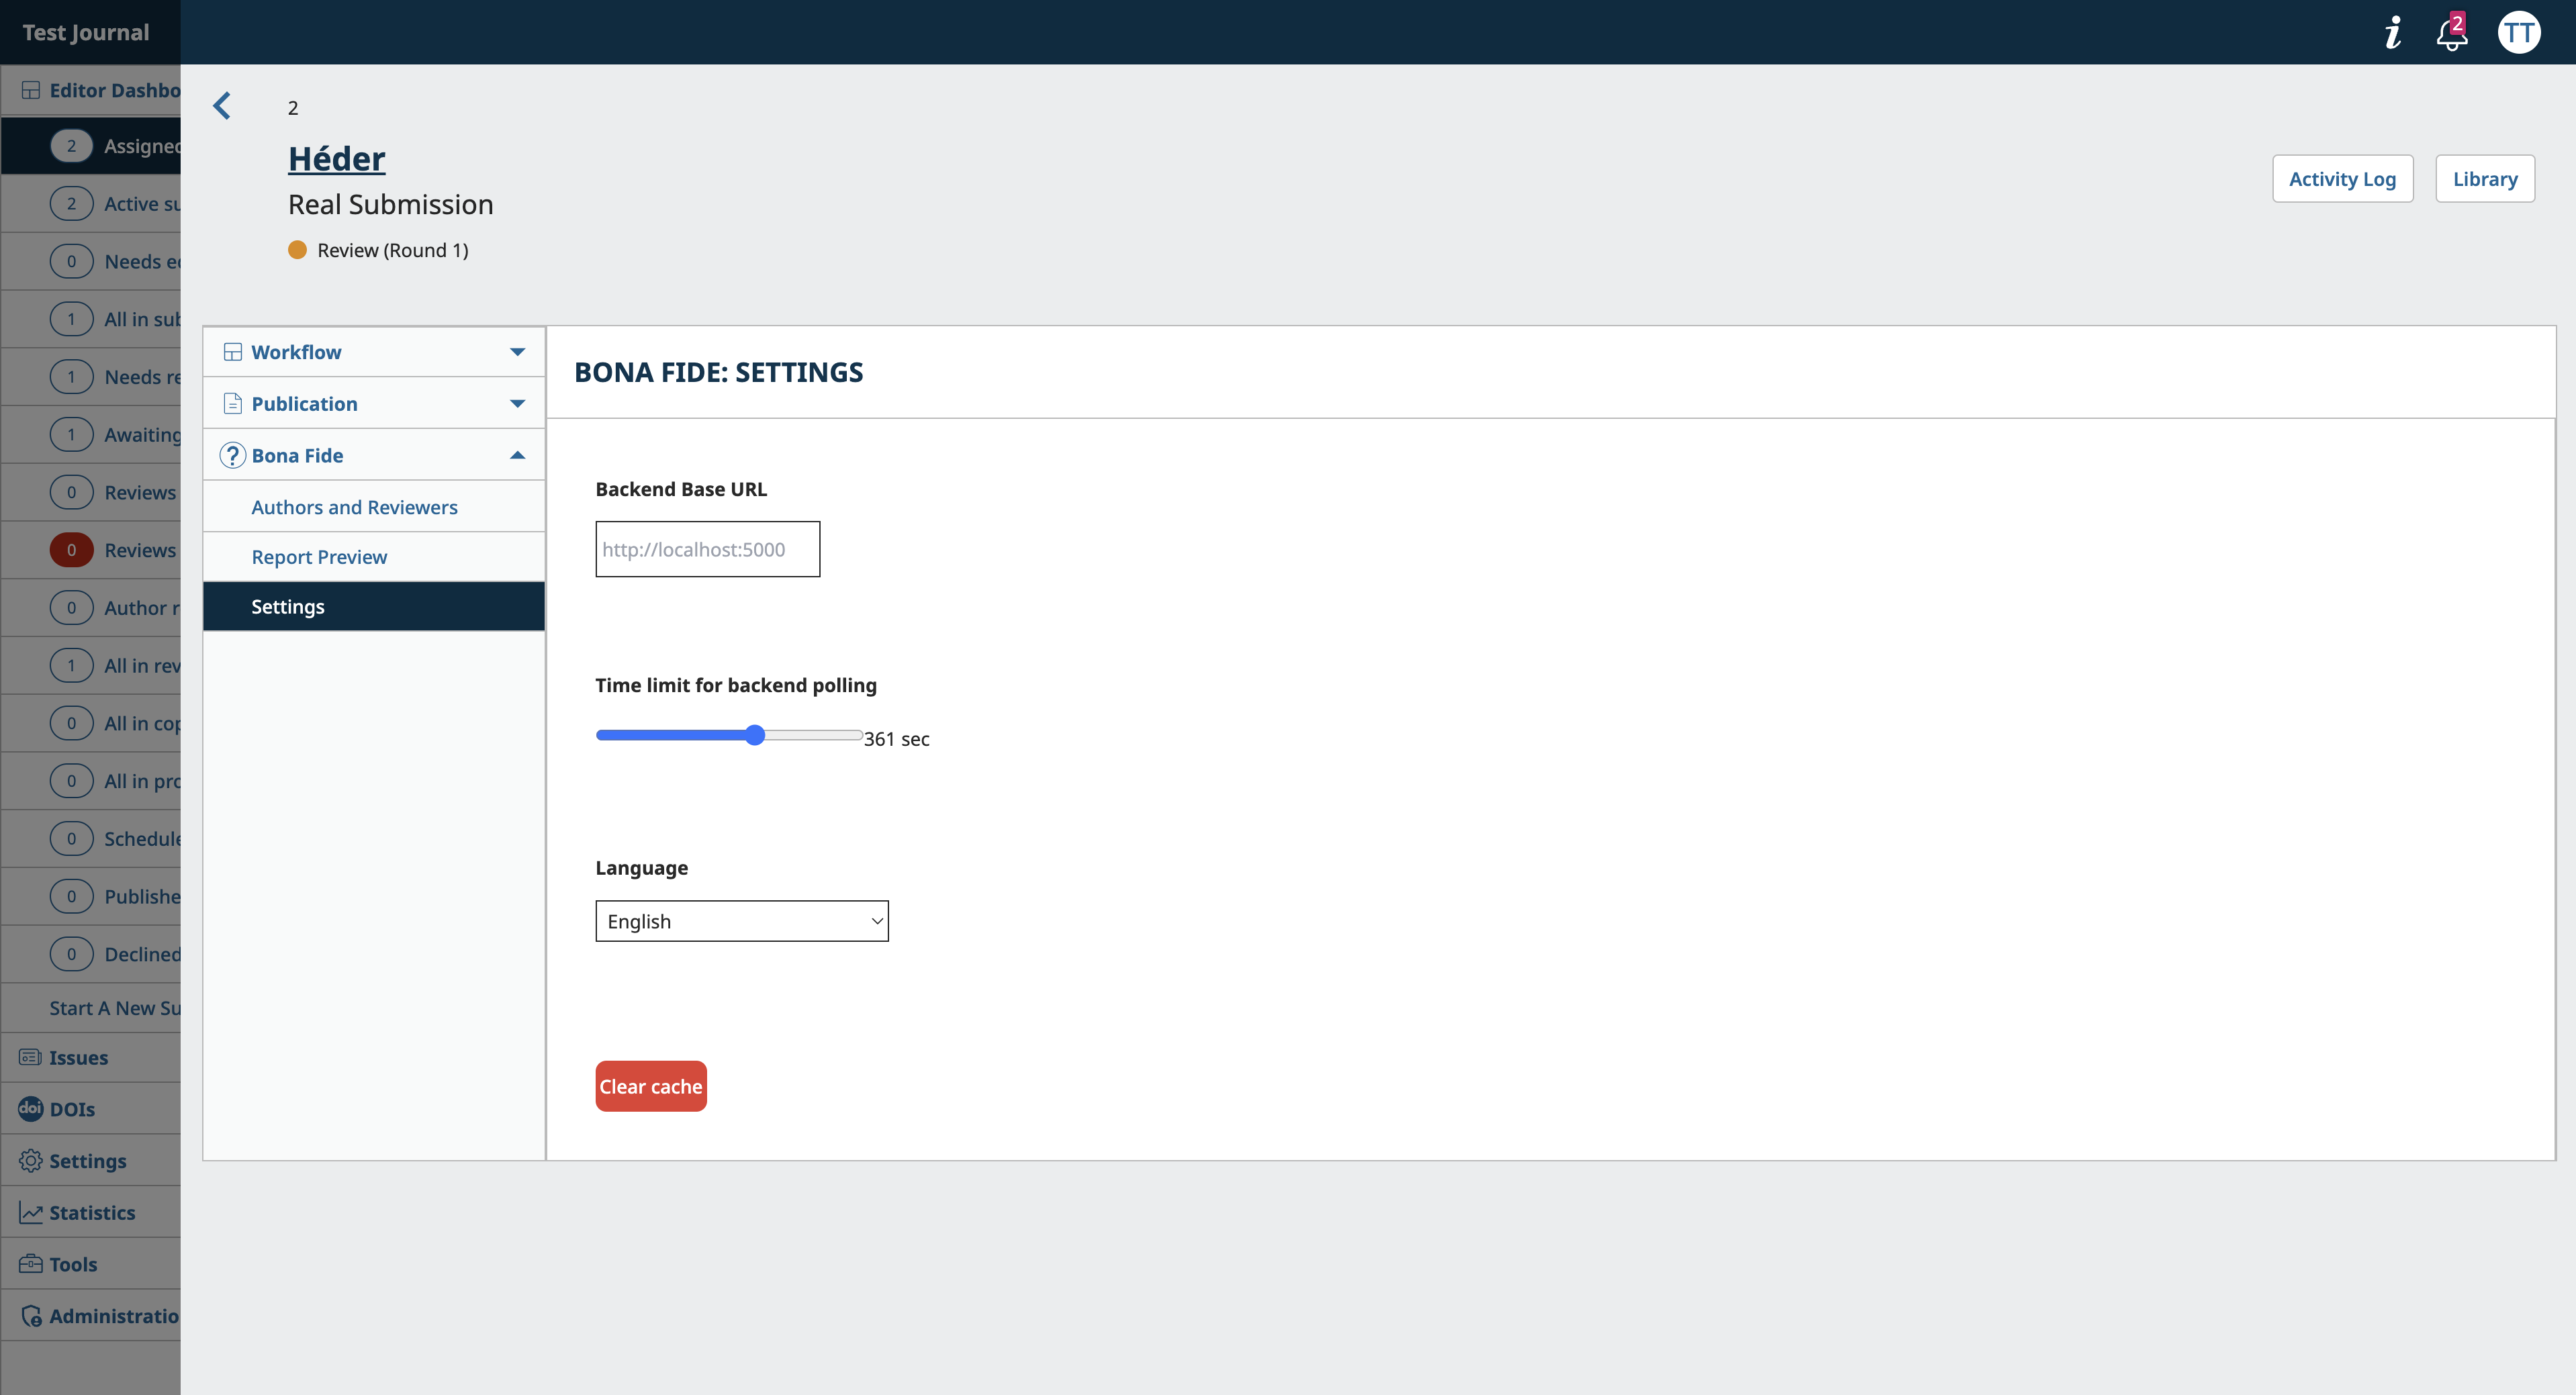 Test Journal
2
TT
Editor Dashbo
2 Assigned
2 Active su
0 Needs ed
1 All in sub
1 Needs re
1 Awaiting
0 Reviews
0 Reviews
0 Author r
1 All in rev
0 All in cop
0 All in pro
0 Schedule
0 Publishe
0 Declined
Start A New Su
Issues
doi DOIs
Settings
Statistics
Tools
Administratio
2
Héder
Real Submission
Review (Round 1)
Activity Log
Library
Workflow
Publication
? Bona Fide
Authors and Reviewers
Report Preview
Settings
BONA FIDE: SETTINGS
Backend Base URL
http://localhost:5000
Time limit for backend polling
361 sec
Language
English
Clear cache